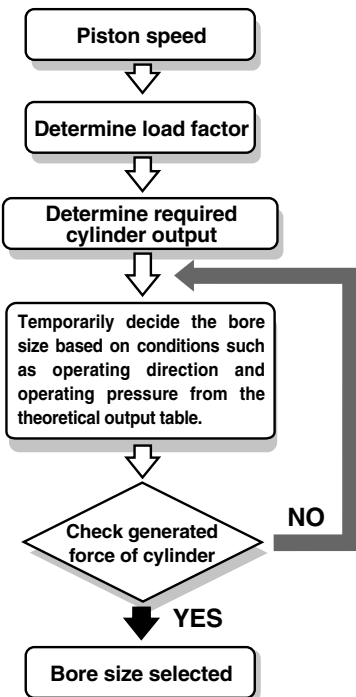 Piston speed
Determine load factor
Determine required
cylinder output
Temporarily decide the bore
size based on conditions such
as operating direction and
operating pressure from the
theoretical output table.
Check generated
force of cylinder
NO
YES
Bore size selected